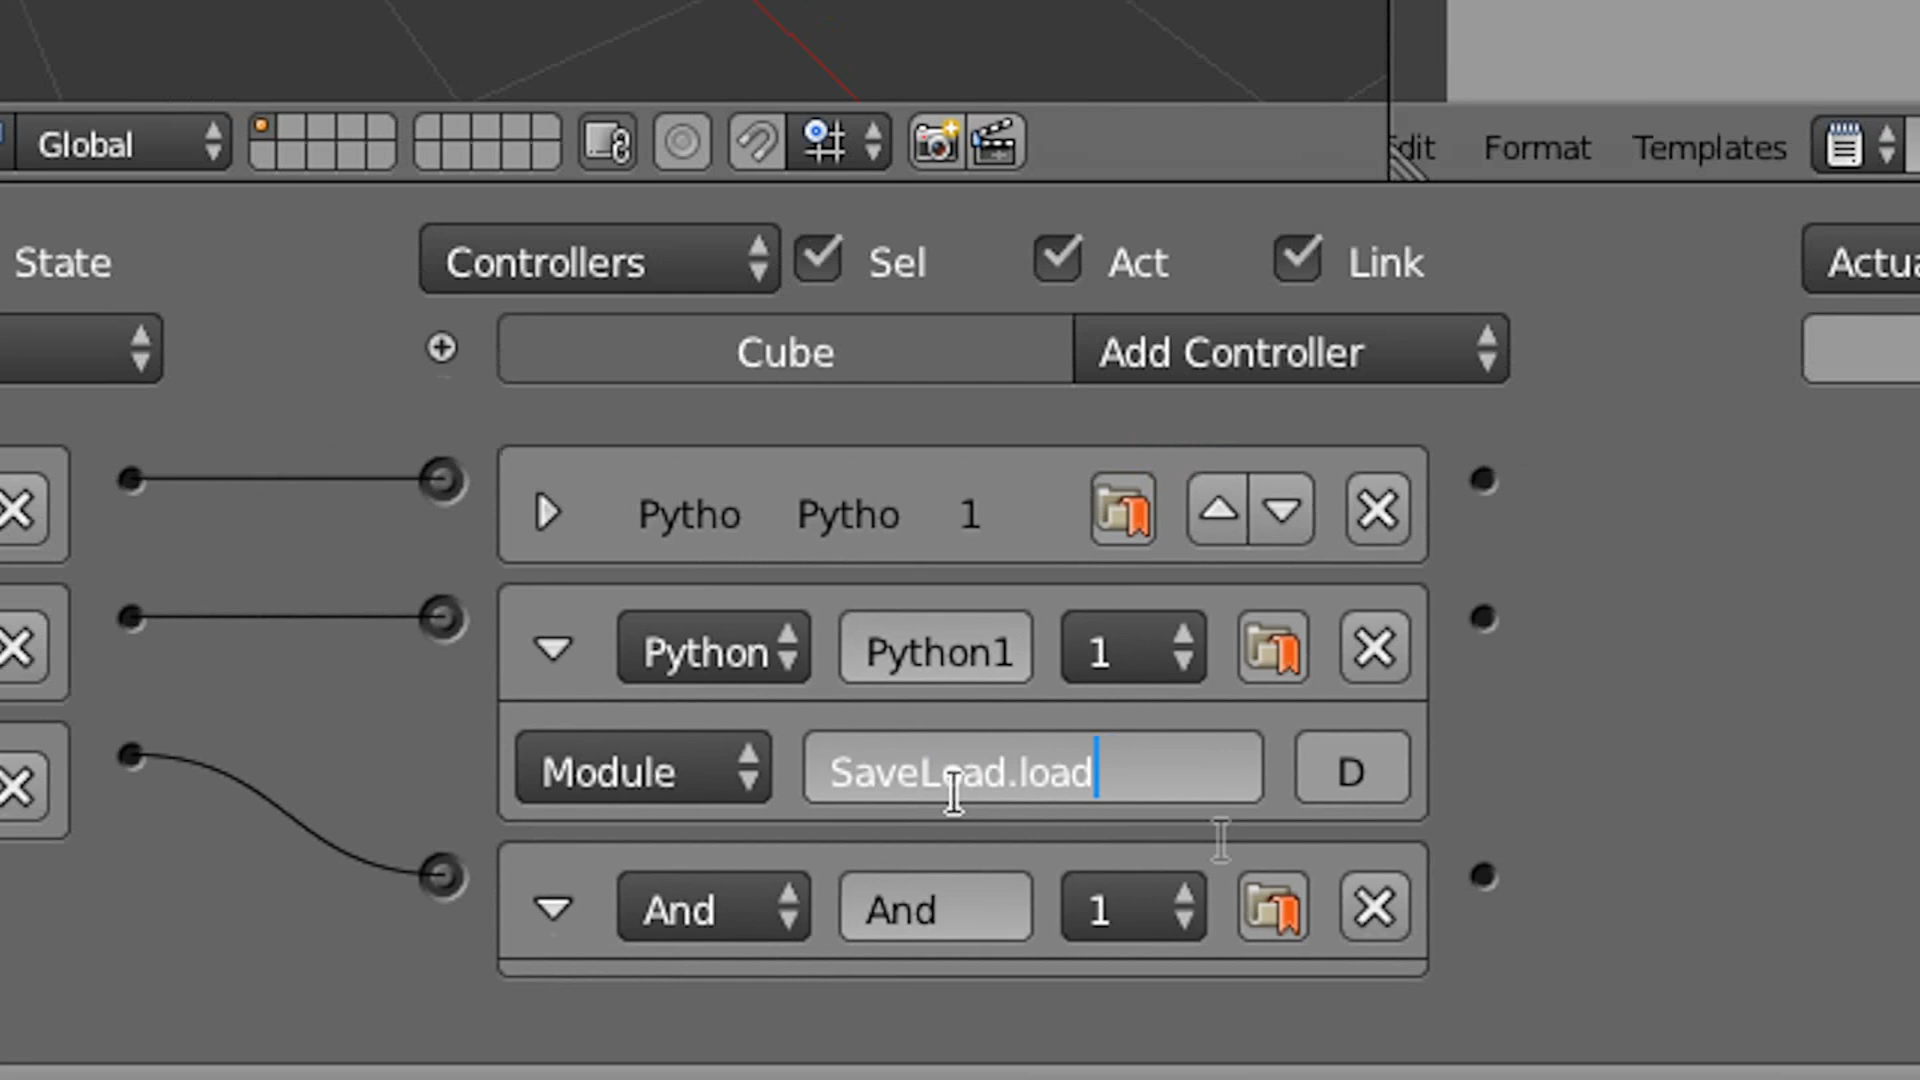 Global
dit Format Templates
State Controllers Sel Act Link Actua
Cube Add Controller
Pytho Pytho 1
Python Python1 1
Module SaveLoad.load D
And And 1